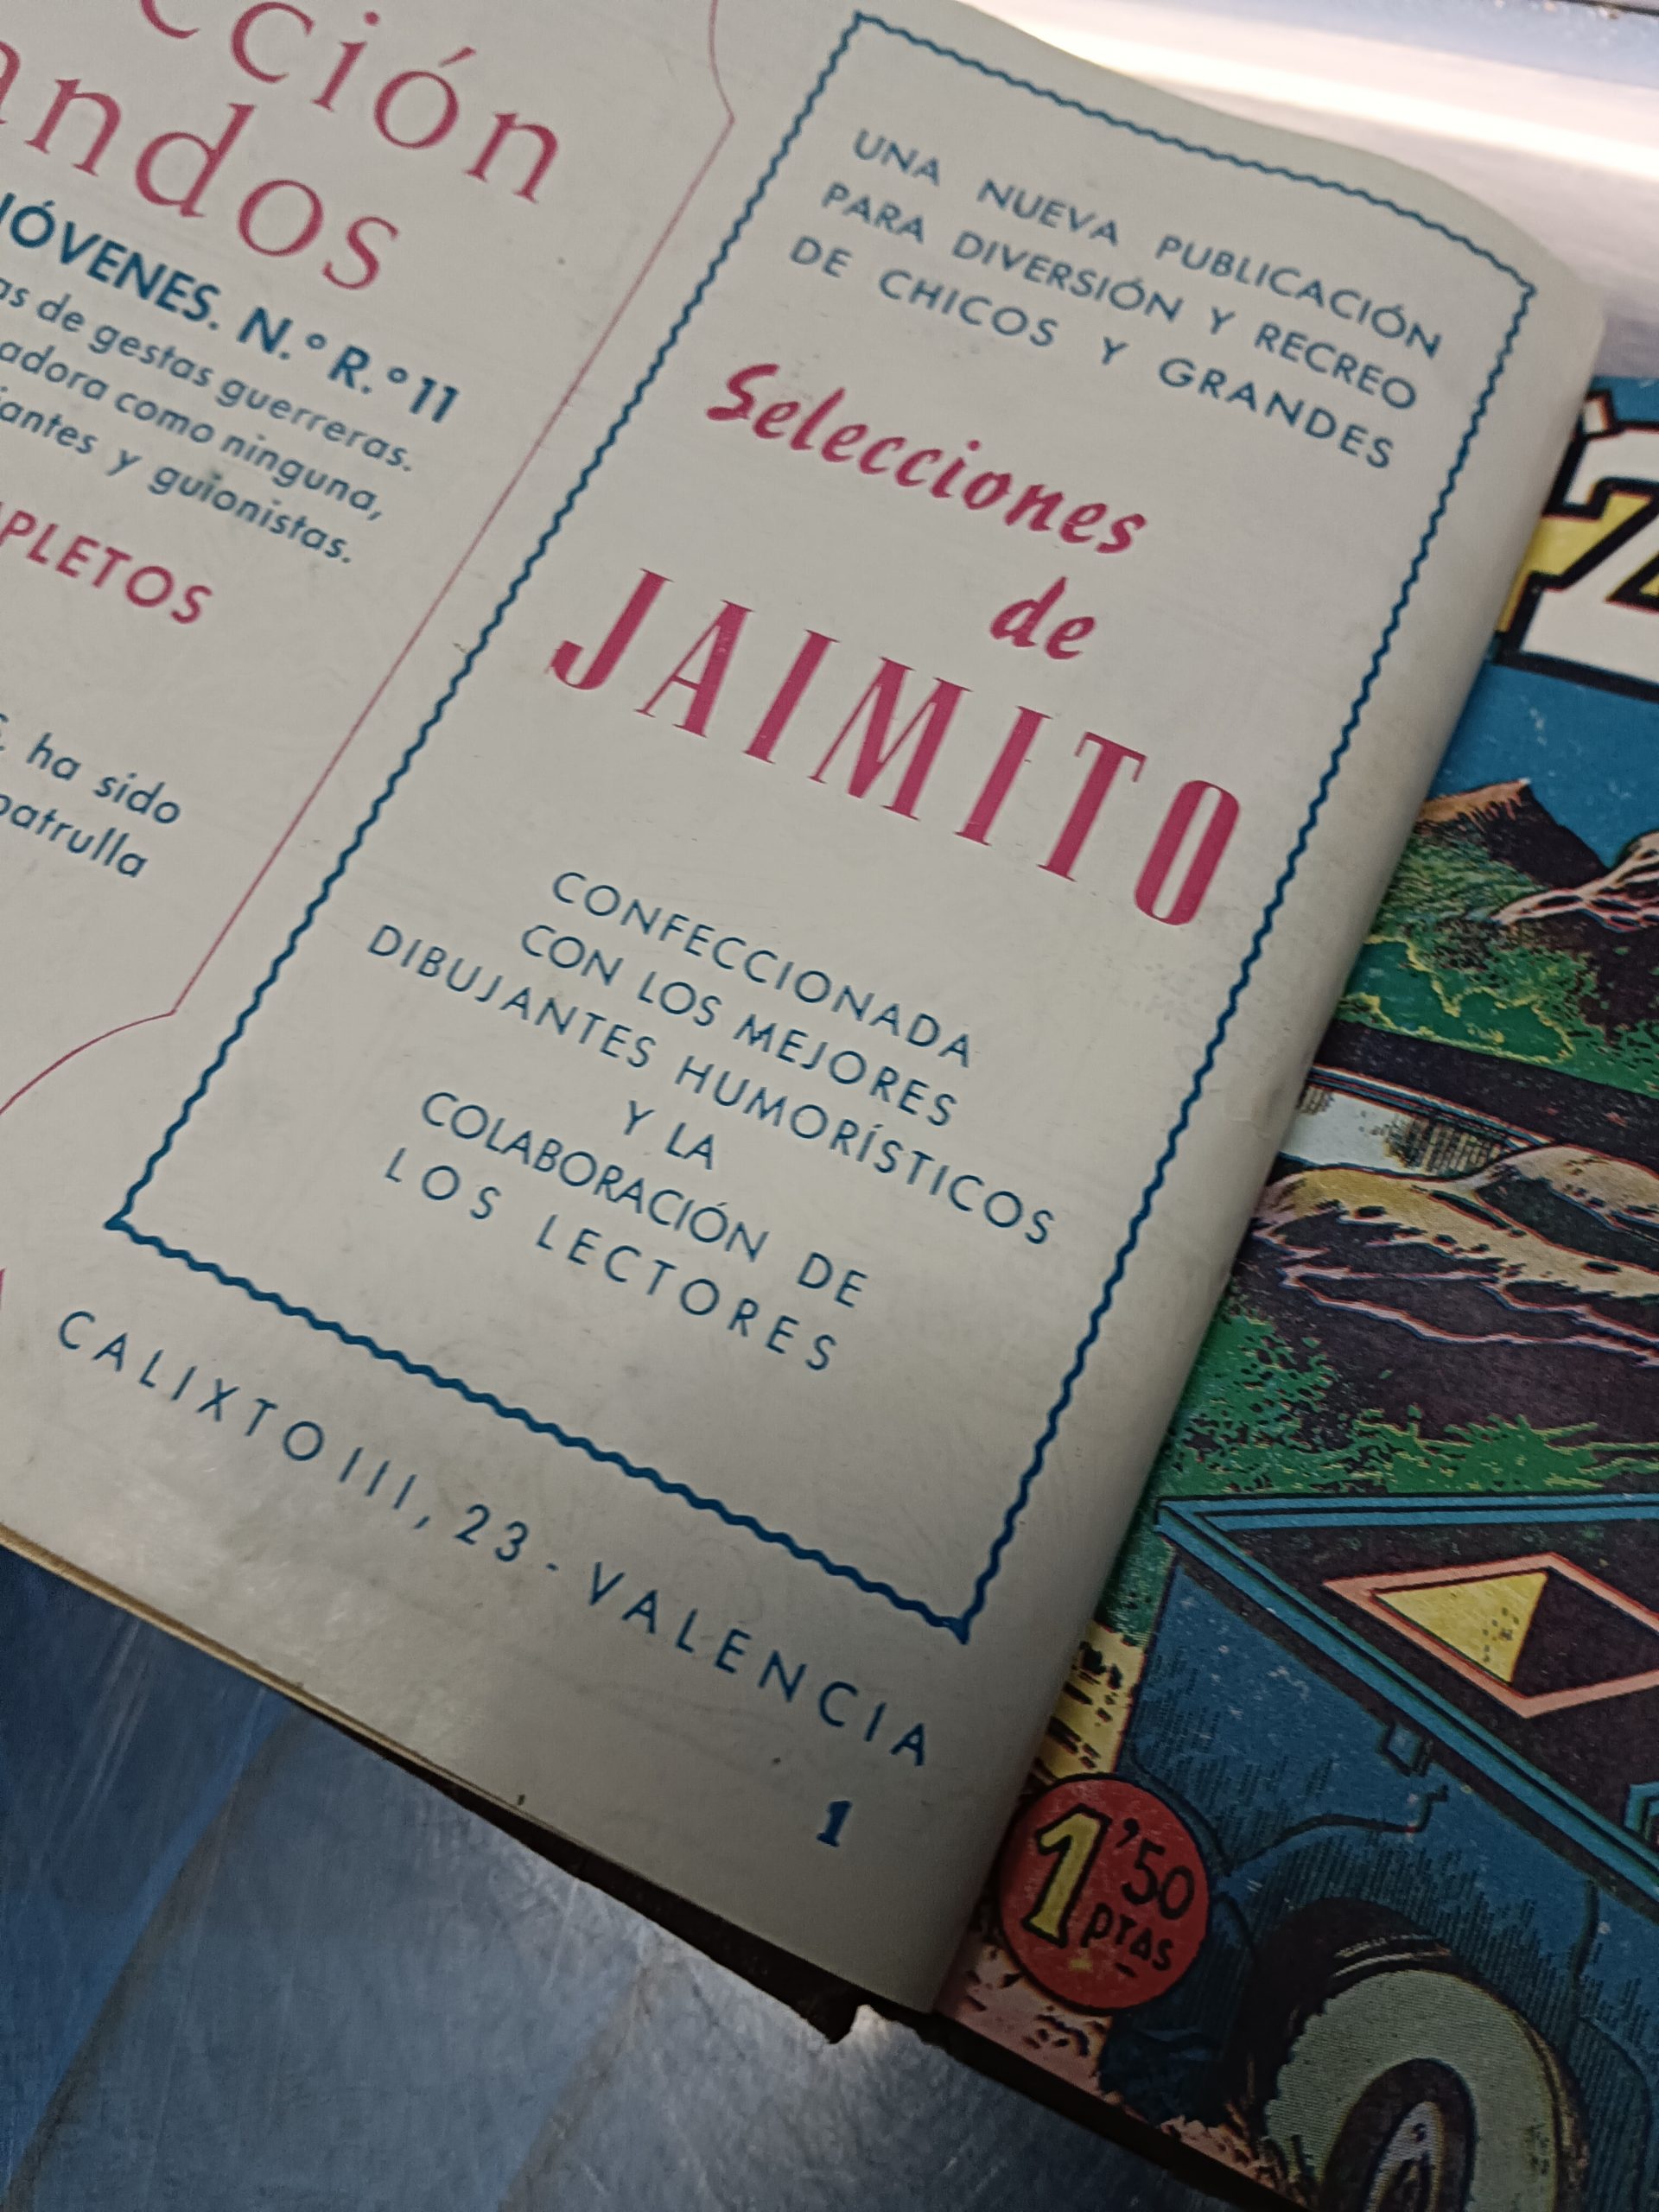 cción
andos
JÓVENES. N.º R.º 11
as de gestas guerreras.
adora como ninguna,
iantes y guionistas.
PLETOS
ha sido
patrulla
UNA NUEVA PUBLICACIÓN
PARA DIVERSIÓN Y RECREO
DE CHICOS Y GRANDES
Selecciones
de
JAIMITO
CONFECCIONADA
CON LOS MEJORES
DIBUJANTES HUMORÍSTICOS
Y LA
COLABORACIÓN DE
LOS LECTORES
CALIXTO III, 23 - VALENCIA
1
1'50
PTAS